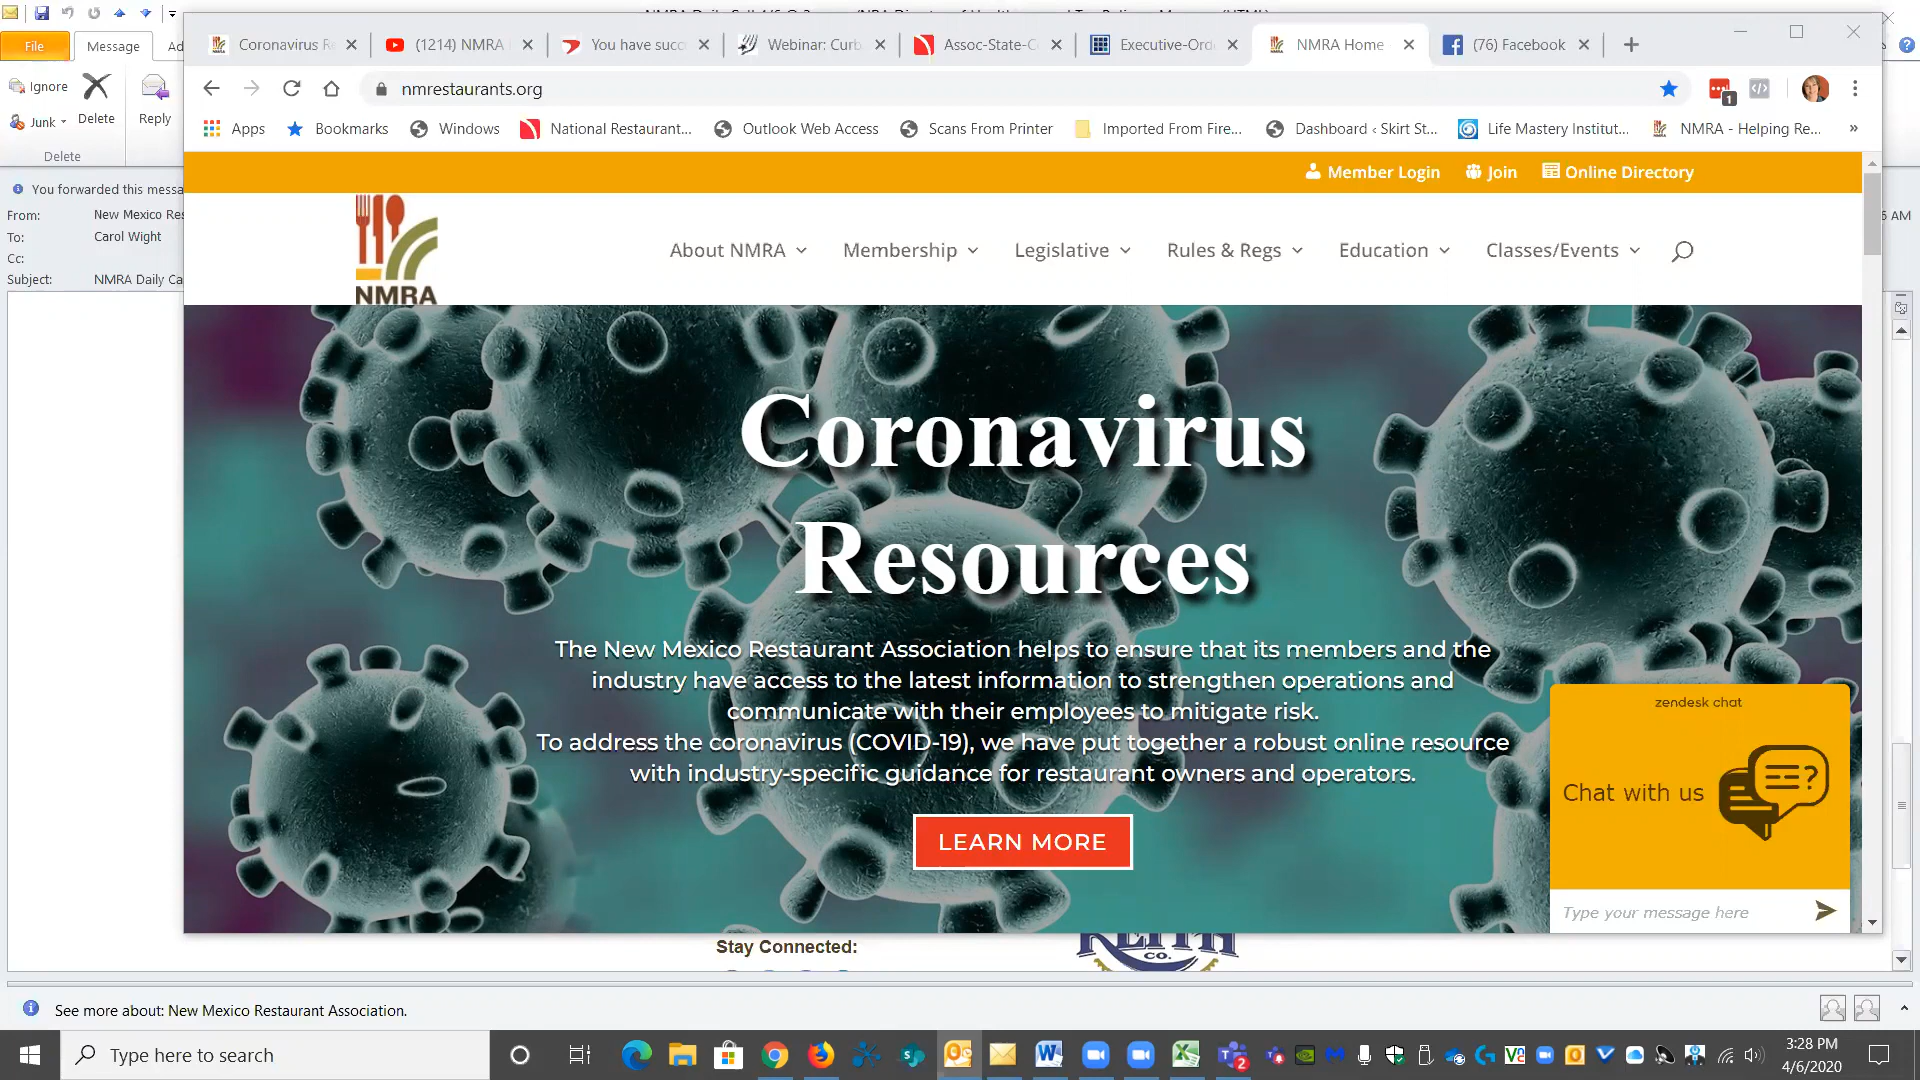 File
Message
Ad
Ignore
Junk
Delete
Reply
Delete
You forwarded this messa
From: New Mexico Res
To: Carol Wight
Cc:
Subject: NMRA Daily Ca
Coronavirus R
(1214) NMRA
You have succ
Webinar: Curb
Assoc-State-C
Executive-Ord
NMRA Home
(76) Facebook
nmrestaurants.org
1
Apps
Bookmarks
Windows
National Restaurant...
Outlook Web Access
Scans From Printer
Imported From Fire...
Dashboard ‹ Skirt St...
Life Mastery Institut...
NMRA - Helping Re...
»
Member Login
Join
Online Directory
NMRA
About NMRA
Membership
Legislative
Rules & Regs
Education
Classes/Events
AM
Coronavirus
Resources
The New Mexico Restaurant Association helps to ensure that its members and the
industry have access to the latest information to strengthen operations and
communicate with their employees to mitigate risk.
To address the coronavirus (COVID-19), we have put together a robust online resource
with industry-specific guidance for restaurant owners and operators.
LEARN MORE
zendesk chat
Chat with us
Type your message here
Stay Connected:
KEITH
CO.
See more about: New Mexico Restaurant Association.
Type here to search
2
3:28 PM
4/6/2020